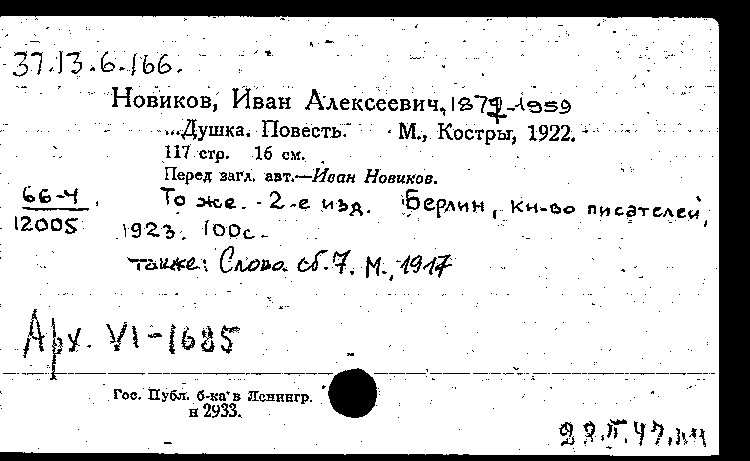 37.13.6.166.
Новиков, Иван Алексеевич, 1877-1959
...Душка. Повесть. М., Костры, 1922.
117 стр. 16 см.
Перед загл. авт.—Иван Новиков.
66-4
12005
То же. - 2-е изд. Берлин, кн-во писателей,
1923. 100с.
также: Слово. сб.7. М., 1917
Арх. VI-1685
Гос. Публ. б-ка в Ленингр.
н 2933.